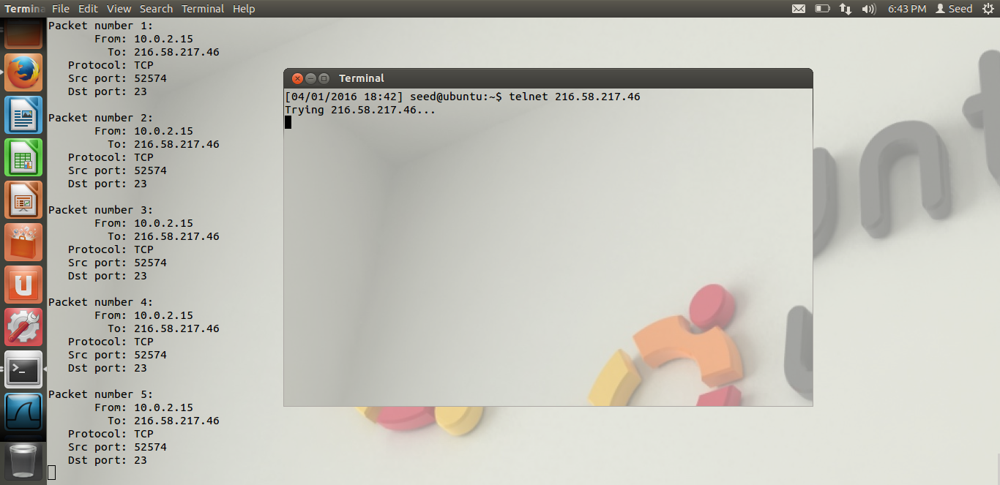 Termina File Edit View Search Terminal Help 6:43 PM Seed
Packet number 1:
From: 10.0.2.15
To: 216.58.217.46
Protocol: TCP
Src port: 52574
Dst port: 23
Packet number 2:
From: 10.0.2.15
To: 216.58.217.46
Protocol: TCP
Src port: 52574
Dst port: 23
Packet number 3:
From: 10.0.2.15
To: 216.58.217.46
Protocol: TCP
Src port: 52574
Dst port: 23
Packet number 4:
From: 10.0.2.15
To: 216.58.217.46
Protocol: TCP
Src port: 52574
Dst port: 23
Packet number 5:
From: 10.0.2.15
To: 216.58.217.46
Protocol: TCP
Src port: 52574
Dst port: 23
Terminal
[04/01/2016 18:42] seed@ubuntu:~$ telnet 216.58.217.46
Trying 216.58.217.46...
unt
u